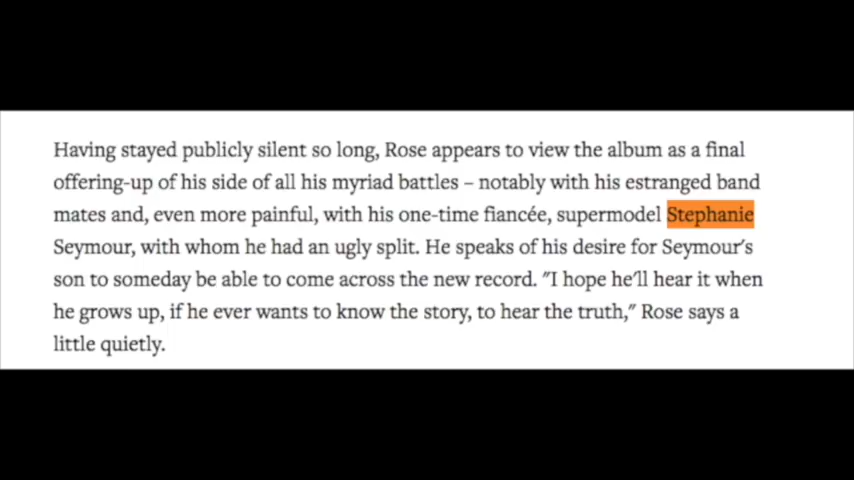 Having stayed publicly silent so long, Rose appears to view the album as a final
offering-up of his side of all his myriad battles – notably with his estranged band
mates and, even more painful, with his one-time fiancée, supermodel Stephanie
Seymour, with whom he had an ugly split. He speaks of his desire for Seymour's
son to someday be able to come across the new record. "I hope he'll hear it when
he grows up, if he ever wants to know the story, to hear the truth," Rose says a
little quietly.